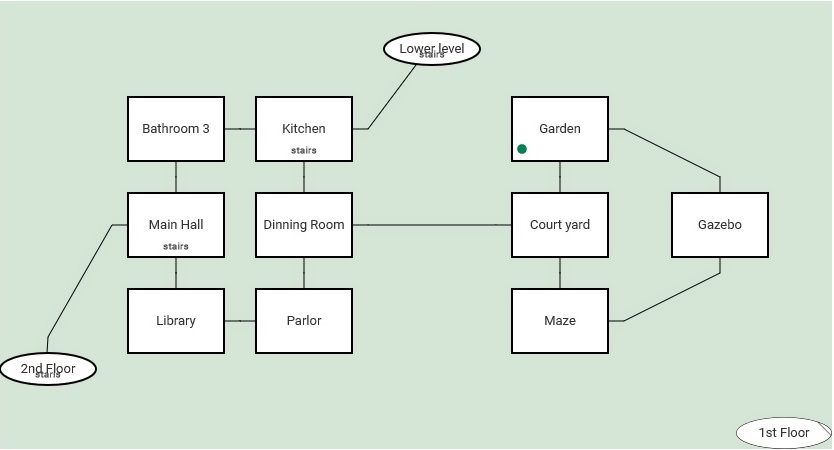 Lower level
stairs
Bathroom 3
Kitchen
stairs
Garden
Main Hall
stairs
Dinning Room
Court yard
Gazebo
Library
Parlor
Maze
2nd Floor
stairs
1st Floor